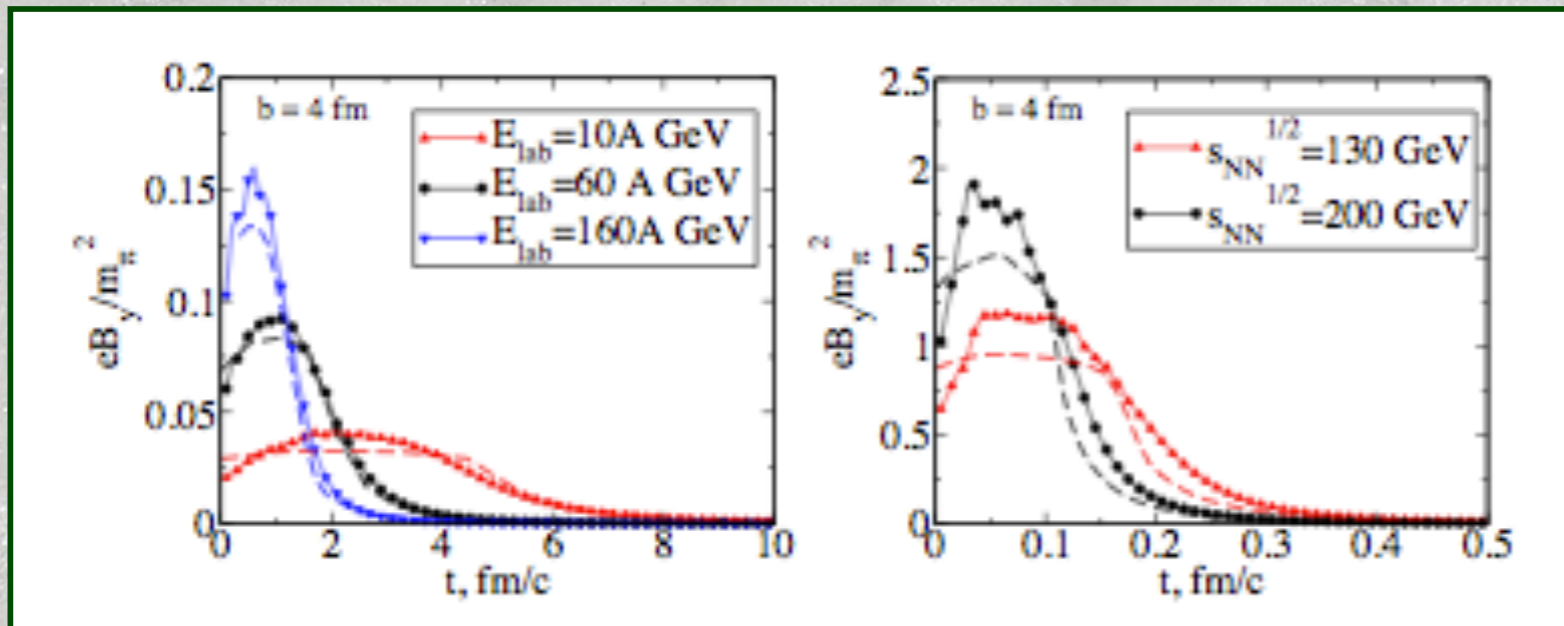 0.2
0.15
0.1
0.05
0
eB_y/m_π^2
b = 4 fm
E_lab=10A GeV
E_lab=60 A GeV
E_lab=160A GeV
0 2 4 6 8 10
t, fm/c
2.5
2
1.5
1
0.5
0
eB_y/m_π^2
b = 4 fm
s_NN^1/2=130 GeV
s_NN^1/2=200 GeV
0 0.1 0.2 0.3 0.4 0.5
t, fm/c